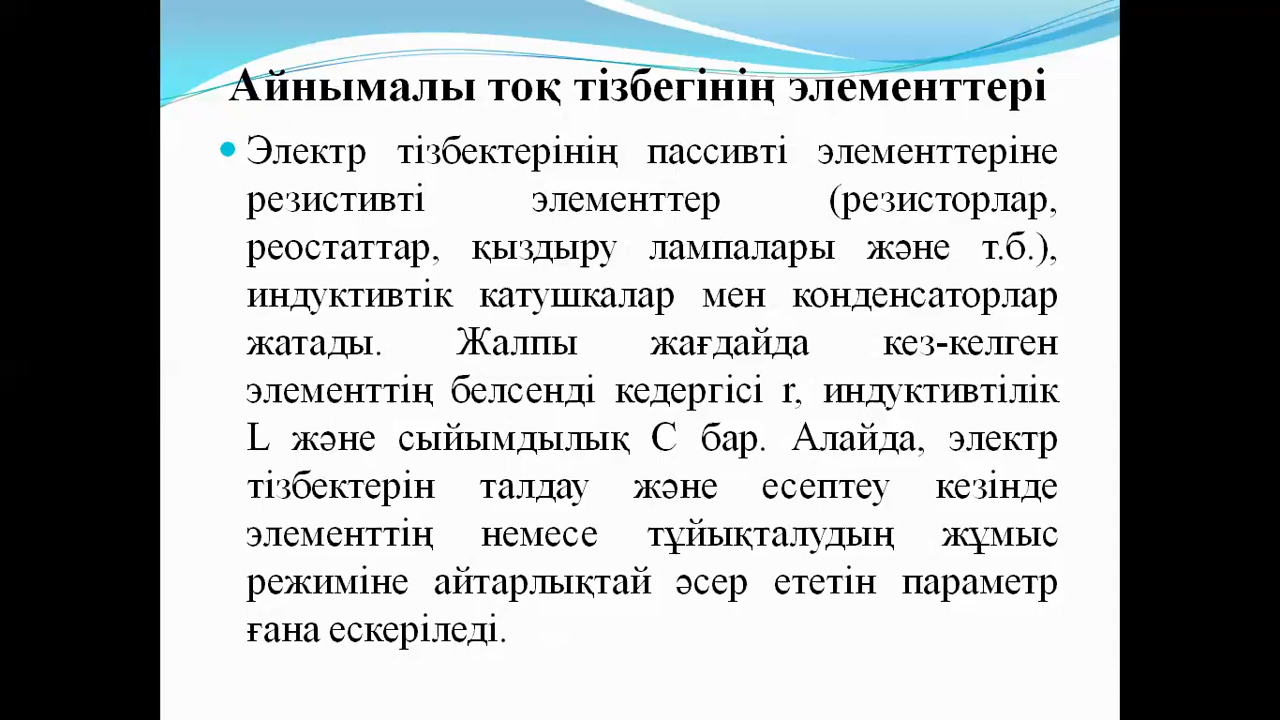 Айнымалы тоқ тізбегінің элементтері
Электр тізбектерінің пассивті элементтеріне
резистивті элементтер (резисторлар,
реостаттар, қыздыру лампалары және т.б.),
индуктивтік катушкалар мен конденсаторлар
жатады. Жалпы жағдайда кез-келген
элементтің белсенді кедергісі r, индуктивтілік
L және сыйымдылық C бар. Алайда, электр
тізбектерін талдау және есептеу кезінде
элементтің немесе тұйықталудың жұмыс
режиміне айтарлықтай әсер ететін параметр
ғана ескеріледі.